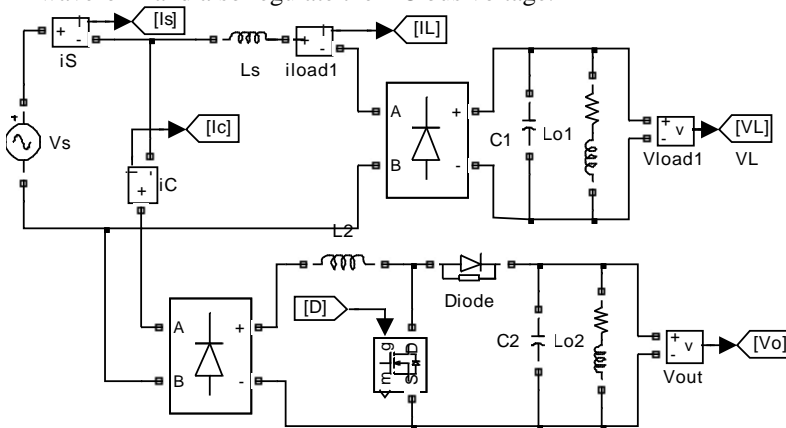 waveform and also regulate the DC bus voltage.
[Is]
[IL]
iS
Ls
iload1
Vs
[Ic]
iC
A
B
+
-
C1
Lo1
+
-
v
Vload1
[VL]
VL
L2
Diode
[D]
g
m
D
S
A
B
+
-
C2
Lo2
+
-
v
Vout
[Vo]